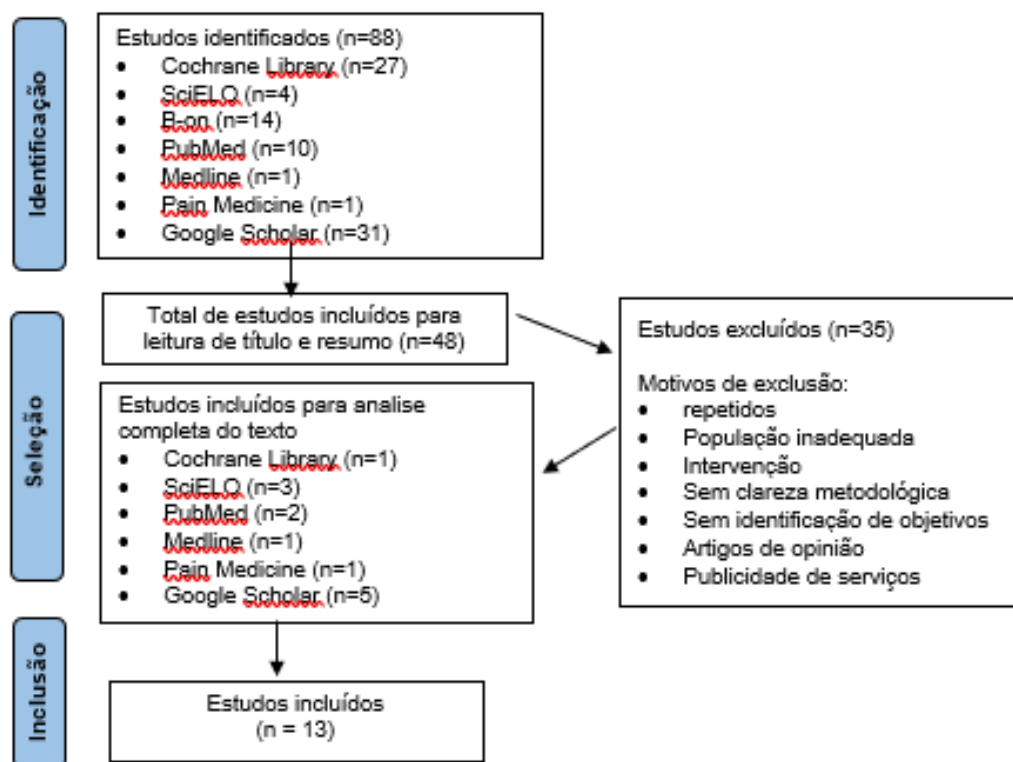 Identificação
Estudos identificados (n=88)
• Cochrane Library (n=27)
• SciELO (n=4)
• B-on (n=14)
• PubMed (n=10)
• Medline (n=1)
• Pain Medicine (n=1)
• Google Scholar (n=31)
Seleção
Total de estudos incluídos para
leitura de título e resumo (n=48)
Estudos excluídos (n=35)
Motivos de exclusão:
• repetidos
• População inadequada
• Intervenção
• Sem clareza metodológica
• Sem identificação de objetivos
• Artigos de opinião
• Publicidade de serviços
Estudos incluídos para analise
completa do texto
• Cochrane Library (n=1)
• SciELO (n=3)
• PubMed (n=2)
• Medline (n=1)
• Pain Medicine (n=1)
• Google Scholar (n=5)
Inclusão
Estudos incluídos
(n = 13)